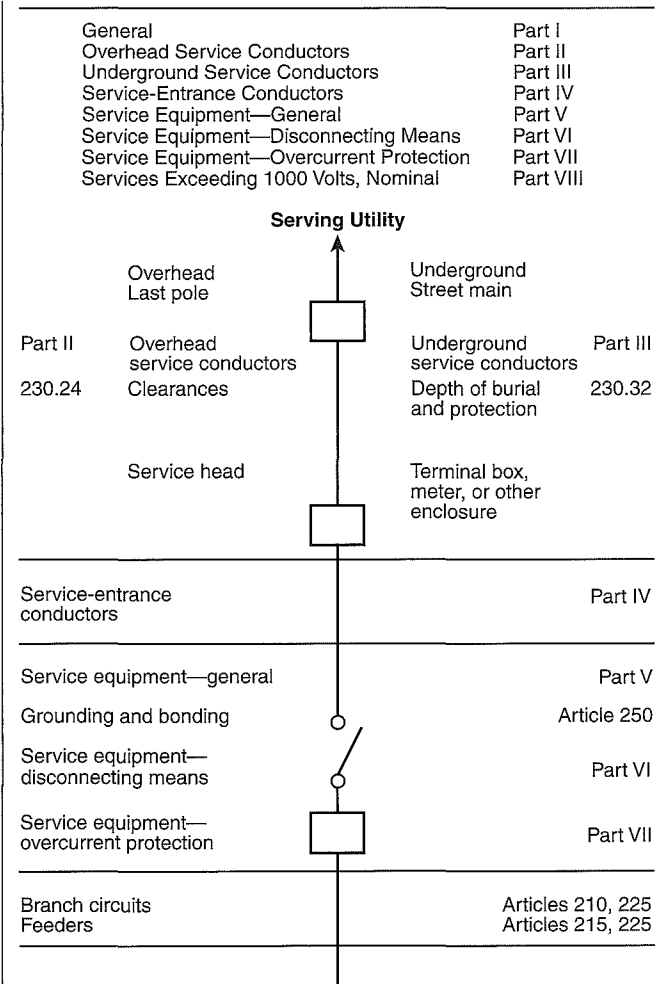 General Part I
Overhead Service Conductors Part II
Underground Service Conductors Part III
Service-Entrance Conductors Part IV
Service Equipment—General Part V
Service Equipment—Disconnecting Means Part VI
Service Equipment—Overcurrent Protection Part VII
Services Exceeding 1000 Volts, Nominal Part VIII
Serving Utility
Overhead
Last pole
Underground
Street main
Part II
Overhead
service conductors
Underground
service conductors
Part III
230.24
Clearances
Depth of burial
and protection
230.32
Service head
Terminal box,
meter, or other
enclosure
Service-entrance
conductors
Part IV
Service equipment—general Part V
Grounding and bonding Article 250
Service equipment—
disconnecting means
Part VI
Service equipment—
overcurrent protection
Part VII
Branch circuits Articles 210, 225
Feeders Articles 215, 225